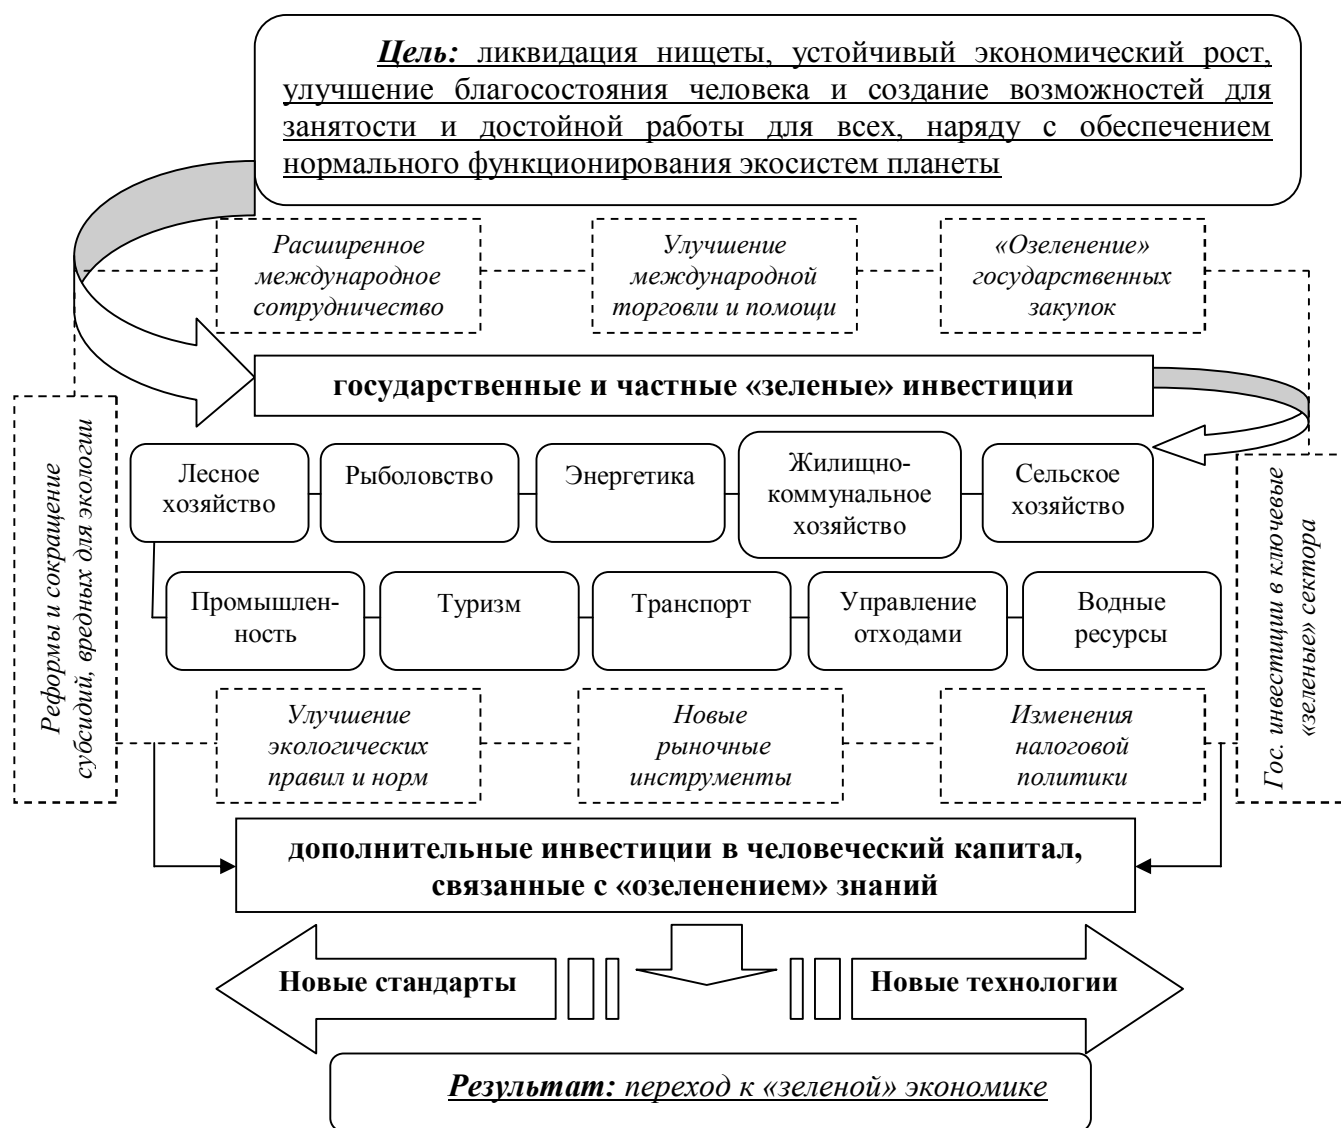 Цель: ликвидация нищеты, устойчивый экономический рост,
улучшение благосостояния человека и создание возможностей для
занятости и достойной работы для всех, наряду с обеспечением
нормального функционирования экосистем планеты
Расширенное
международное
сотрудничество
Улучшение
международной
торговли и помощи
«Озеленение»
государственных
закупок
государственные и частные «зеленые» инвестиции
Реформы и сокращение
субсидий, вредных для экологии
Лесное
хозяйство
Рыболовство
Энергетика
Жилищно-
коммунальное
хозяйство
Сельское
хозяйство
Гос. инвестиции в ключевые
«зеленые» сектора
Промышлен-
ность
Туризм
Транспорт
Управление
отходами
Водные
ресурсы
Улучшение
экологических
правил и норм
Новые
рыночные
инструменты
Изменения
налоговой
политики
дополнительные инвестиции в человеческий капитал,
связанные с «озеленением» знаний
Новые стандарты
Новые технологии
Результат: переход к «зеленой» экономике